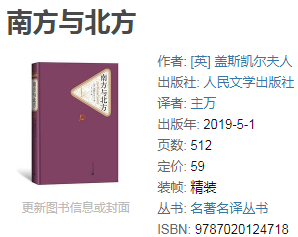 南方与北方
南方与北方
作者: [英] 盖斯凯尔夫人
出版社: 人民文学出版社
译者: 主万
出版年: 2019-5-1
页数: 512
定价: 59
装帧: 精装
丛书: 名著名译丛书
ISBN: 9787020124718
更新图书信息或封面